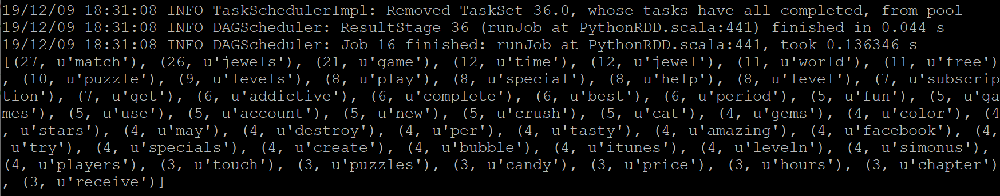 19/12/09 18:31:08 INFO TaskSchedulerImpl: Removed TaskSet 36.0, whose tasks have all completed, from pool
19/12/09 18:31:08 INFO DAGScheduler: ResultStage 36 (runJob at PythonRDD.scala:441) finished in 0.044 s
19/12/09 18:31:08 INFO DAGScheduler: Job 16 finished: runJob at PythonRDD.scala:441, took 0.136346 s
[(27, u'match'), (26, u'jewels'), (21, u'game'), (12, u'time'), (12, u'jewel'), (11, u'world'), (11, u'free')
, (10, u'puzzle'), (9, u'levels'), (8, u'play'), (8, u'special'), (8, u'help'), (8, u'level'), (7, u'subscrip
tion'), (7, u'get'), (6, u'addictive'), (6, u'complete'), (6, u'best'), (6, u'period'), (5, u'fun'), (5, u'ga
mes'), (5, u'use'), (5, u'account'), (5, u'new'), (5, u'crush'), (5, u'cat'), (4, u'gems'), (4, u'color'), (4
, u'stars'), (4, u'may'), (4, u'destroy'), (4, u'per'), (4, u'tasty'), (4, u'amazing'), (4, u'facebook'), (4,
 u'try'), (4, u'specials'), (4, u'create'), (4, u'bubble'), (4, u'itunes'), (4, u'leveln'), (4, u'simonus'),
(4, u'players'), (3, u'touch'), (3, u'puzzles'), (3, u'candy'), (3, u'price'), (3, u'hours'), (3, u'chapter')
, (3, u'receive')]